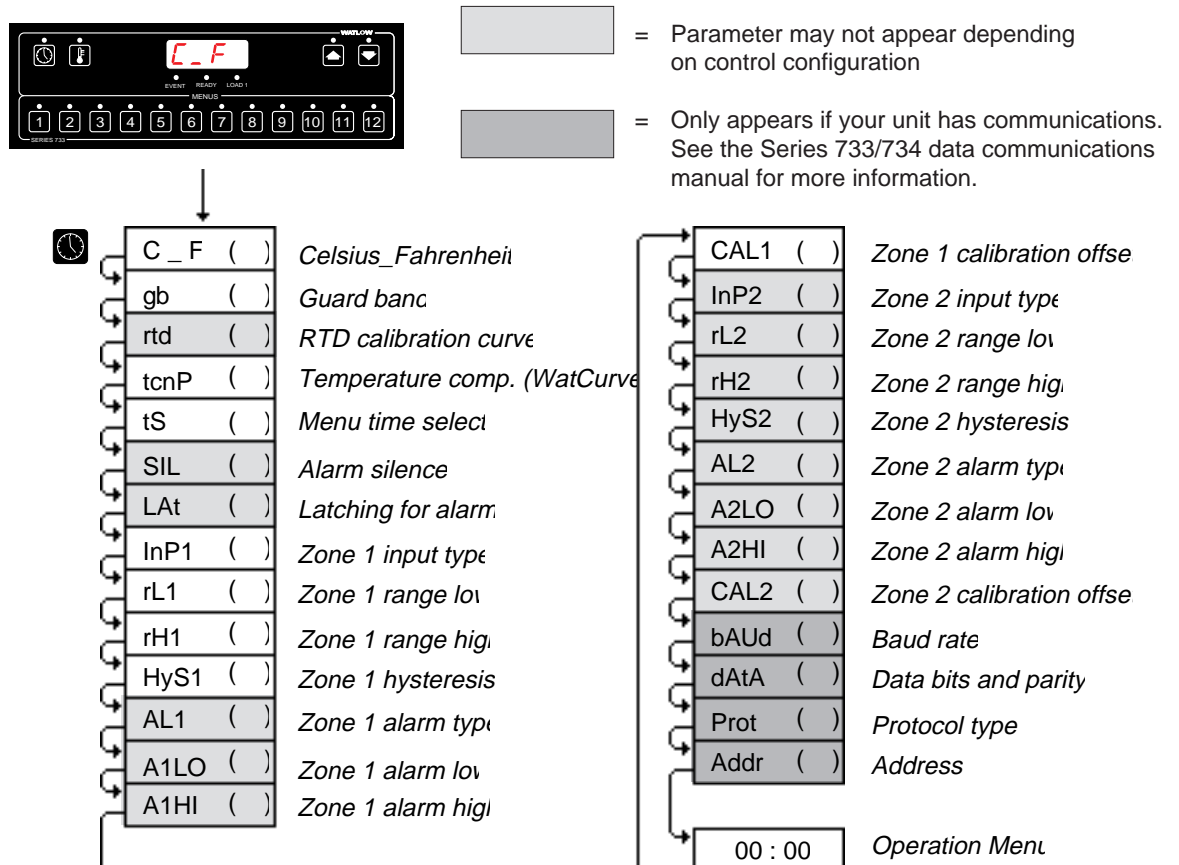 WATLOW
C_F
EVENT READY LOAD 1
MENUS
1 2 3 4 5 6 7 8 9 10 11 12
SERIES 733
= Parameter may not appear depending
on control configuration
= Only appears if your unit has communications.
See the Series 733/734 data communications
manual for more information.
C _ F ( ) Celsius_Fahrenheit
gb ( ) Guard band
rtd ( ) RTD calibration curve
tcnP ( ) Temperature comp. (WatCurve
tS ( ) Menu time select
SIL ( ) Alarm silence
LAt ( ) Latching for alarm
InP1 ( ) Zone 1 input type
rL1 ( ) Zone 1 range low
rH1 ( ) Zone 1 range high
HyS1 ( ) Zone 1 hysteresis
AL1 ( ) Zone 1 alarm type
A1LO ( ) Zone 1 alarm low
A1HI ( ) Zone 1 alarm high
CAL1 ( ) Zone 1 calibration offse
InP2 ( ) Zone 2 input type
rL2 ( ) Zone 2 range low
rH2 ( ) Zone 2 range high
HyS2 ( ) Zone 2 hysteresis
AL2 ( ) Zone 2 alarm type
A2LO ( ) Zone 2 alarm low
A2HI ( ) Zone 2 alarm high
CAL2 ( ) Zone 2 calibration offse
bAUd ( ) Baud rate
dAtA ( ) Data bits and parity
Prot ( ) Protocol type
Addr ( ) Address
00 : 00 Operation Menu